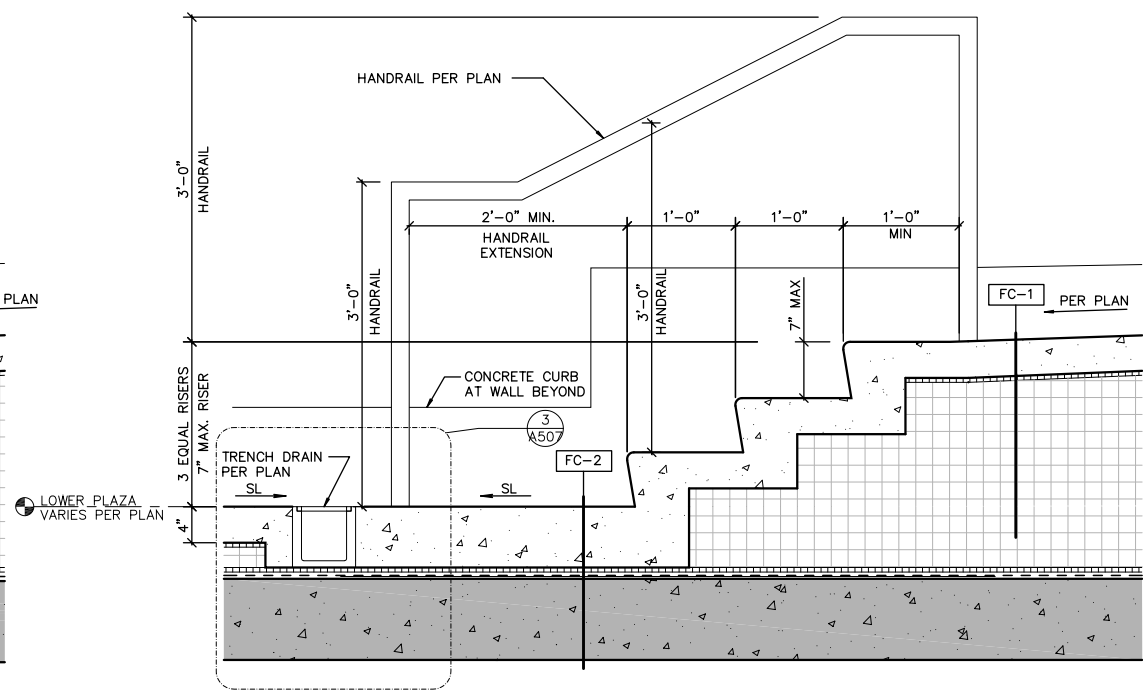 HANDRAIL PER PLAN
3'-0"
HANDRAIL
2'-0" MIN.
HANDRAIL
EXTENSION
1'-0"
1'-0"
1'-0"
MIN
3'-0"
HANDRAIL
3'-0"
HANDRAIL
7" MAX
FC-1
PER PLAN
PLAN
CONCRETE CURB
AT WALL BEYOND
3
A507
3 EQUAL RISERS
7" MAX. RISER
TRENCH DRAIN
PER PLAN
FC-2
SL
SL
LOWER PLAZA
VARIES PER PLAN
4"